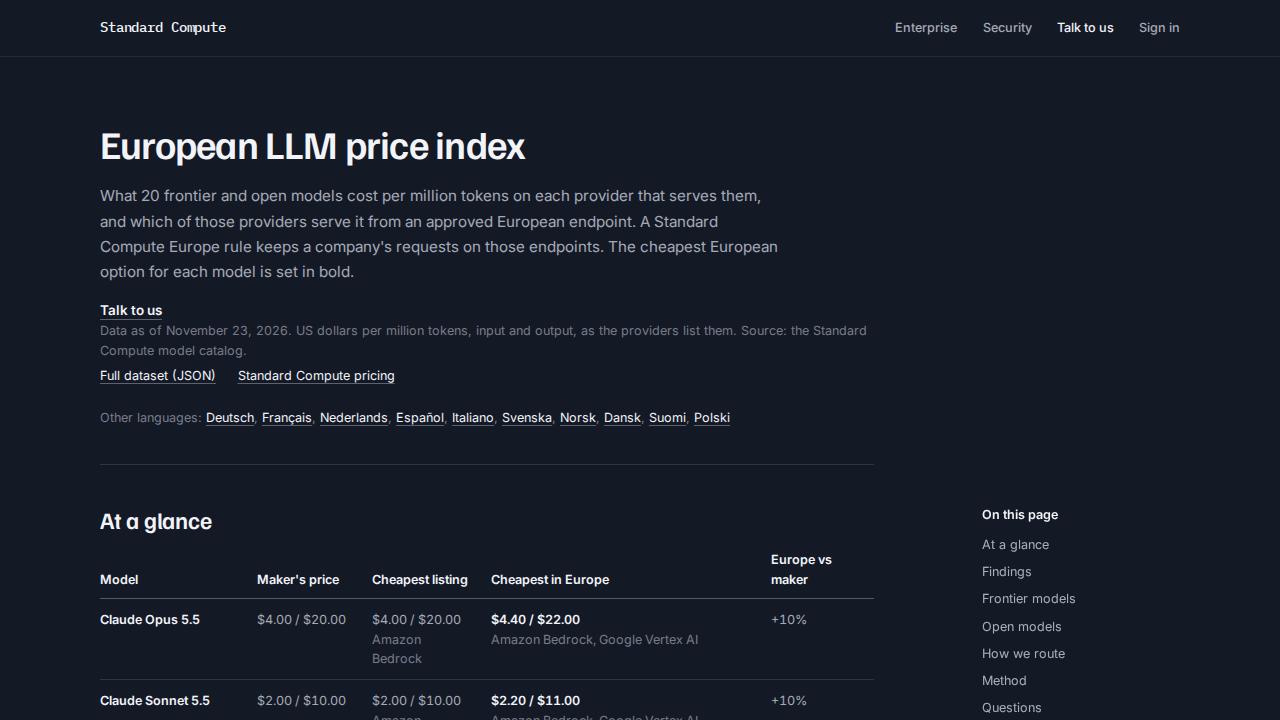 Standard Compute
Enterprise Security Talk to us Sign in
European LLM price index
What 20 frontier and open models cost per million tokens on each provider that serves them,
and which of those providers serve it from an approved European endpoint. A Standard
Compute Europe rule keeps a company's requests on those endpoints. The cheapest European
option for each model is set in bold.
Talk to us
Data as of November 23, 2026. US dollars per million tokens, input and output, as the providers list them. Source: the Standard
Compute model catalog.
Full dataset (JSON) Standard Compute pricing
Other languages: Deutsch, Français, Nederlands, Español, Italiano, Svenska, Norsk, Dansk, Suomi, Polski
At a glance
Model Maker's price Cheapest listing Cheapest in Europe Europe vs
maker
Claude Opus 5.5 $4.00 / $20.00 $4.00 / $20.00 $4.40 / $22.00 +10%
Amazon Amazon Bedrock, Google Vertex AI
Bedrock
Claude Sonnet 5.5 $2.00 / $10.00 $2.00 / $10.00 $2.20 / $11.00 +10%
Amazon Amazon Bedrock, Google Vertex AI
On this page
At a glance
Findings
Frontier models
Open models
How we route
Method
Questions